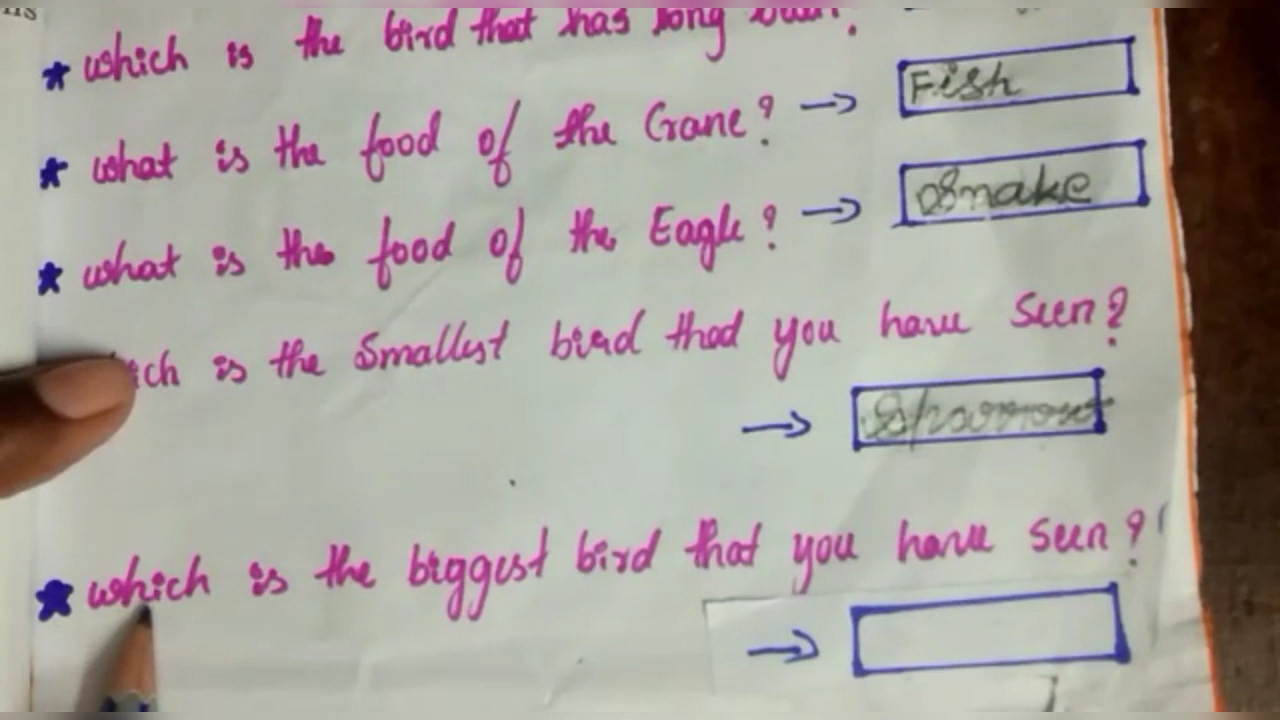 which is the bird that has long
Fish
what is the food of the Crane? →
Snake
what is the food of the Eagle? →
is the Smallest bird that you have seen?
→ Sparrow
which is the biggest bird that you have seen?
→